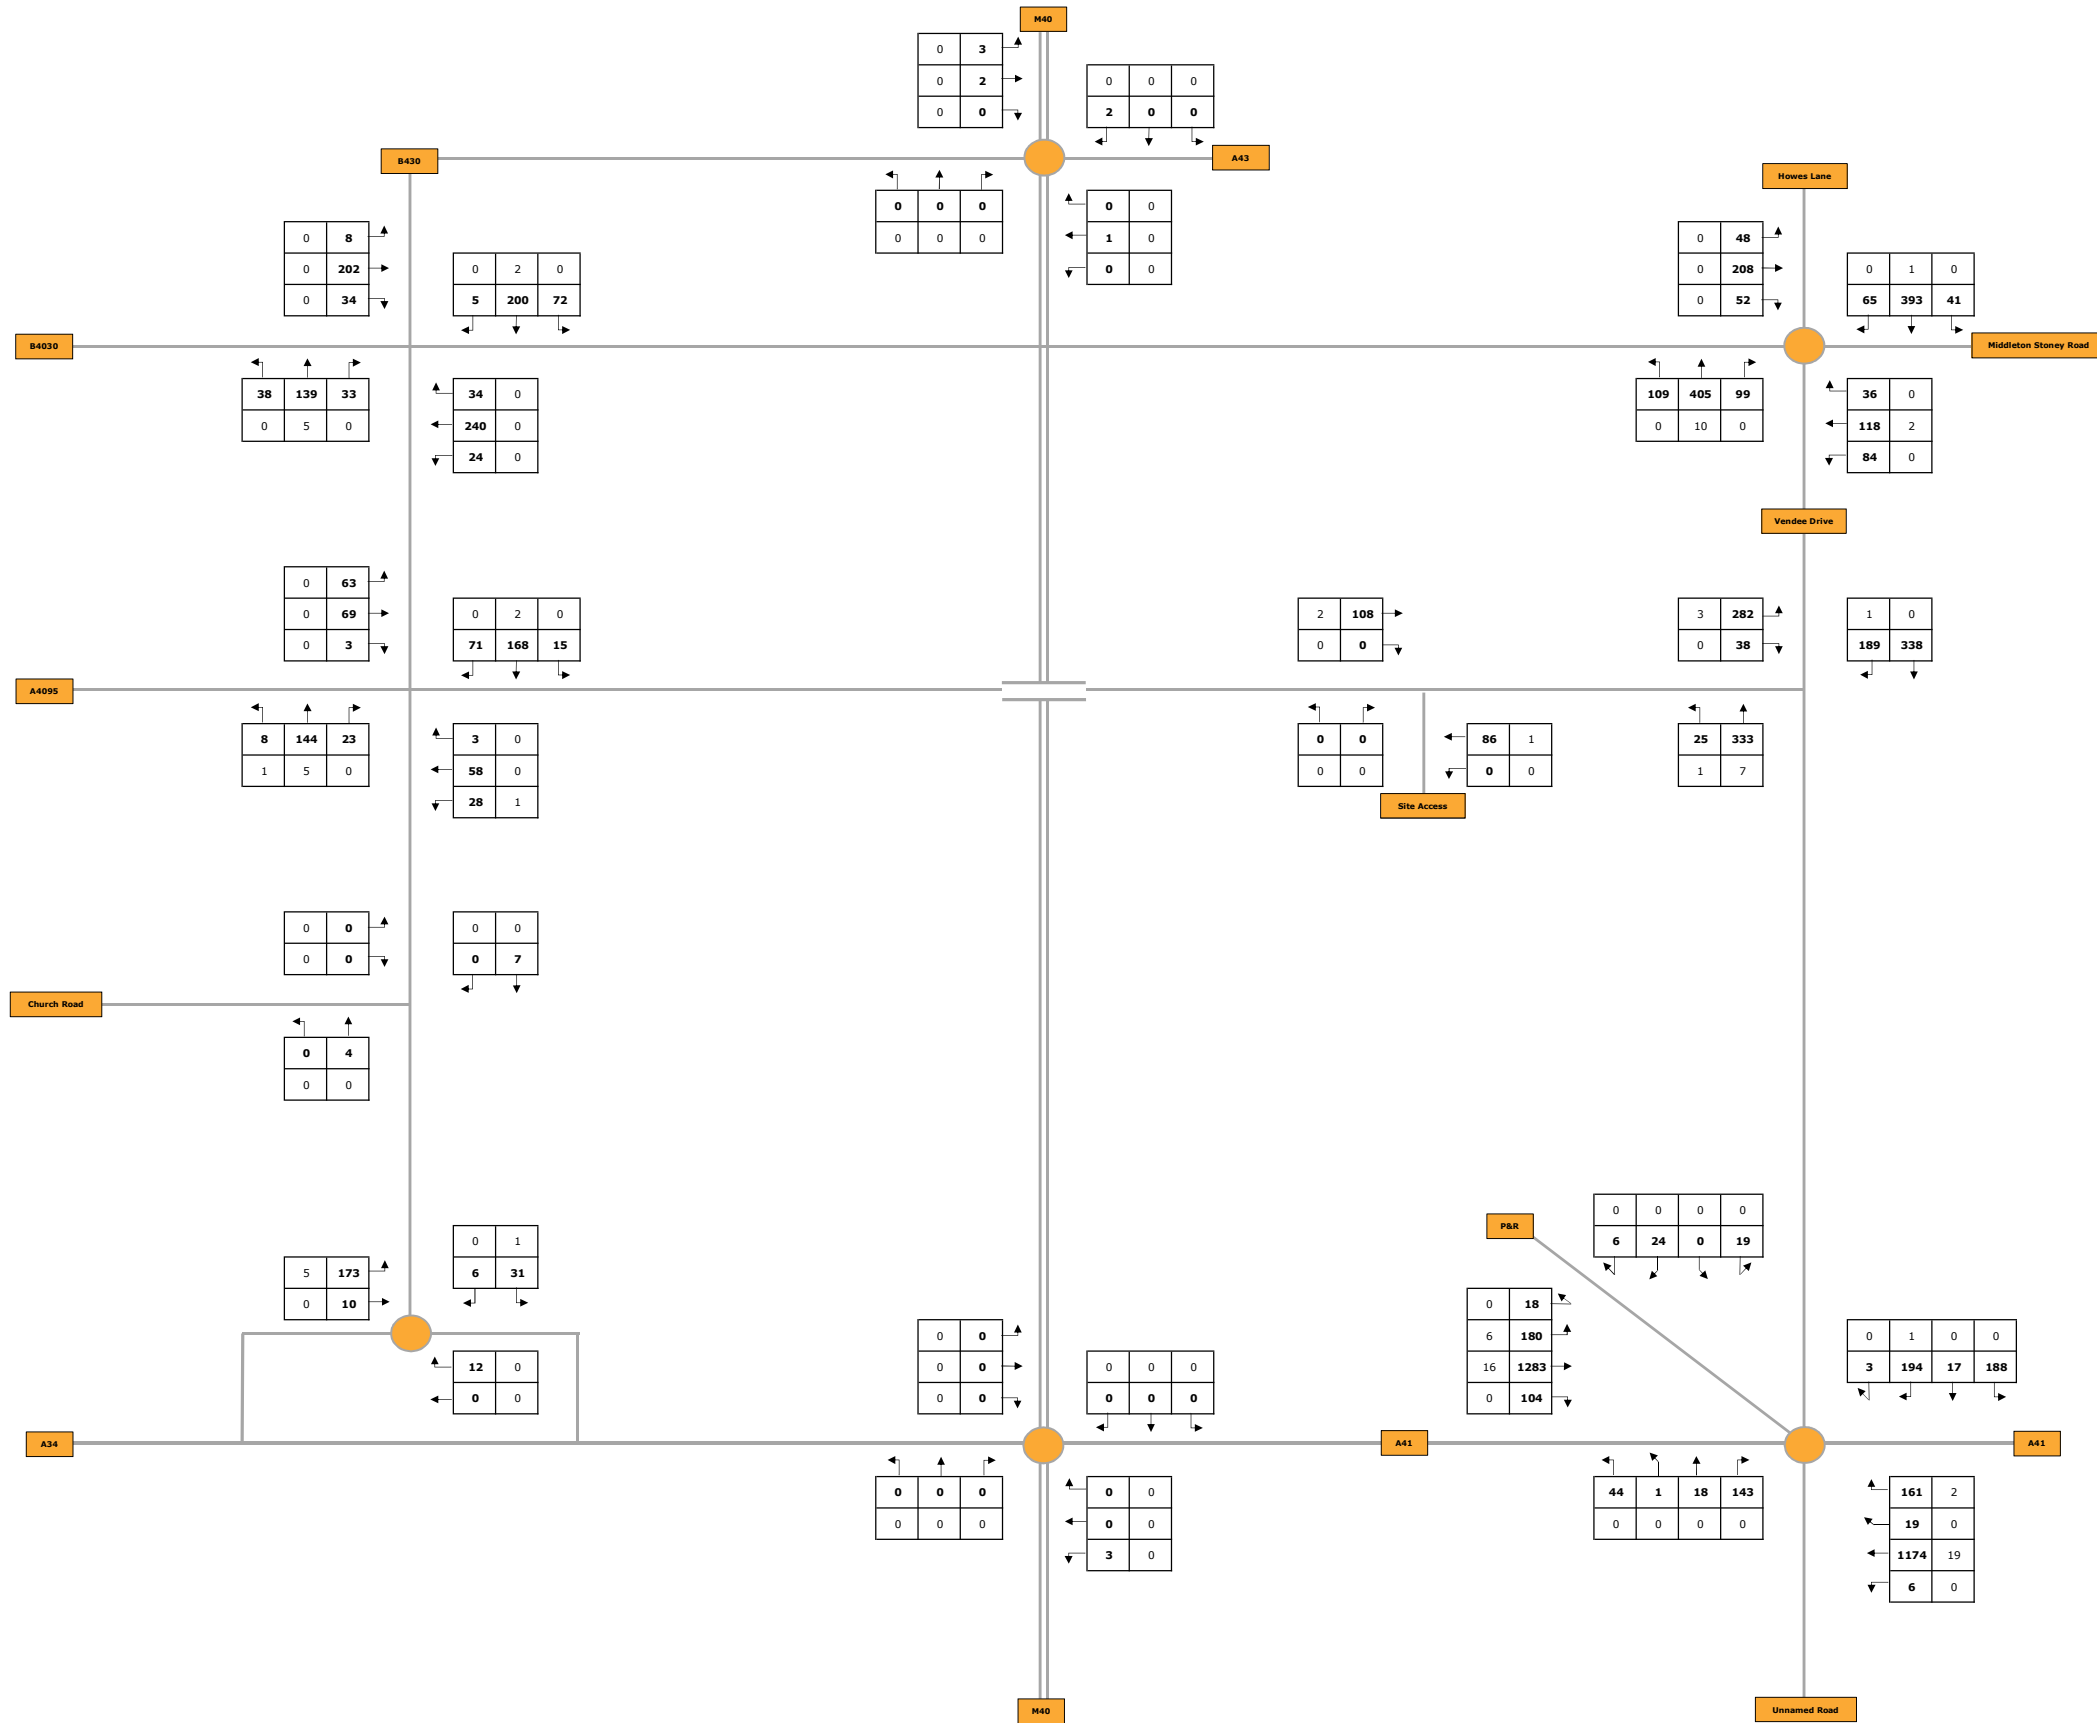 M40
0 3
0 2
0 0
0 0 0
2 0 0
B430
A43
0 0 0
0 0 0
0 0
1 0
0 0
Howes Lane
0 8
0 202
0 34
0 2 0
5 200 72
0 48
0 208
0 52
0 1 0
65 393 41
B4030
Middleton Stoney Road
38 139 33
0 5 0
34 0
240 0
24 0
109 405 99
0 10 0
36 0
118 2
84 0
Vendee Drive
0 63
0 69
0 3
0 2 0
71 168 15
2 108
0 0
3 282
0 38
1 0
189 338
A4095
8 144 23
1 5 0
3 0
58 0
28 1
0 0
0 0
86 1
0 0
25 333
1 7
Site Access
0 0
0 0
0 0
0 7
Church Road
0 4
0 0
P&R
0 0 0 0
6 24 0 19
5 173
0 10
0 1
6 31
12 0
0 0
0 0
0 0
0 0
0 0 0
0 0 0
0 18
6 180
16 1283
0 104
0 1 0 0
3 194 17 188
A34
A41
A41
0 0 0
0 0 0
0 0
0 0
3 0
44 1 18 143
0 0 0 0
161 2
19 0
1174 19
6 0
M40
Unnamed Road